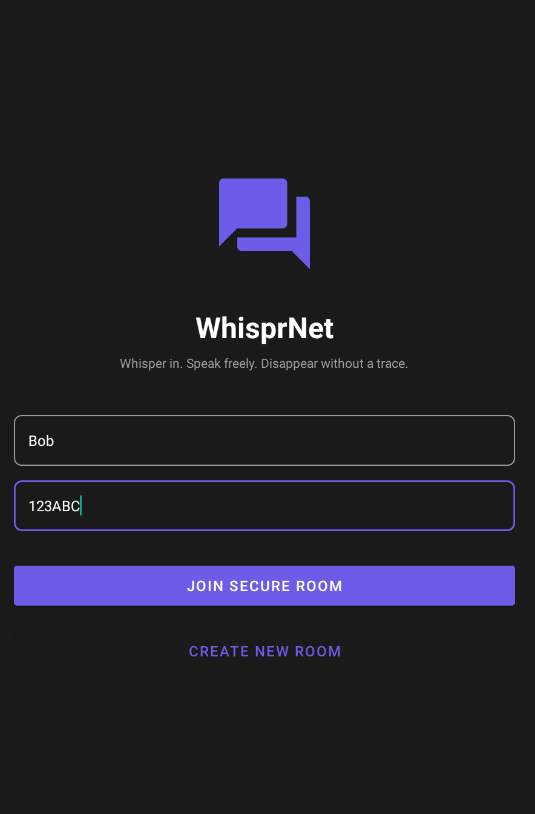 WhisprNet
Whisper in. Speak freely. Disappear without a trace.
Bob
123ABC
JOIN SECURE ROOM
CREATE NEW ROOM